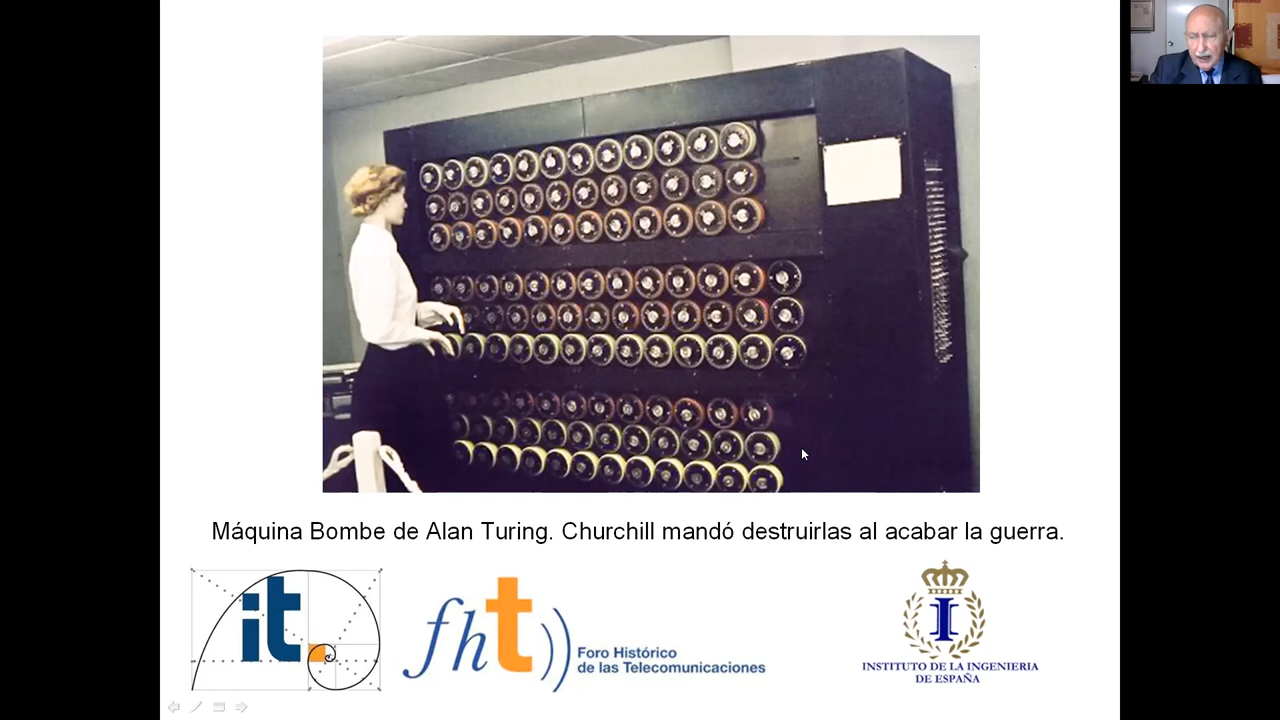 Máquina Bombe de Alan Turing. Churchill mandó destruirlas al acabar la guerra.
it
fht
Foro Histórico
de las Telecomunicaciones
I
INSTITUTO DE LA INGENIERIA
DE ESPAÑA